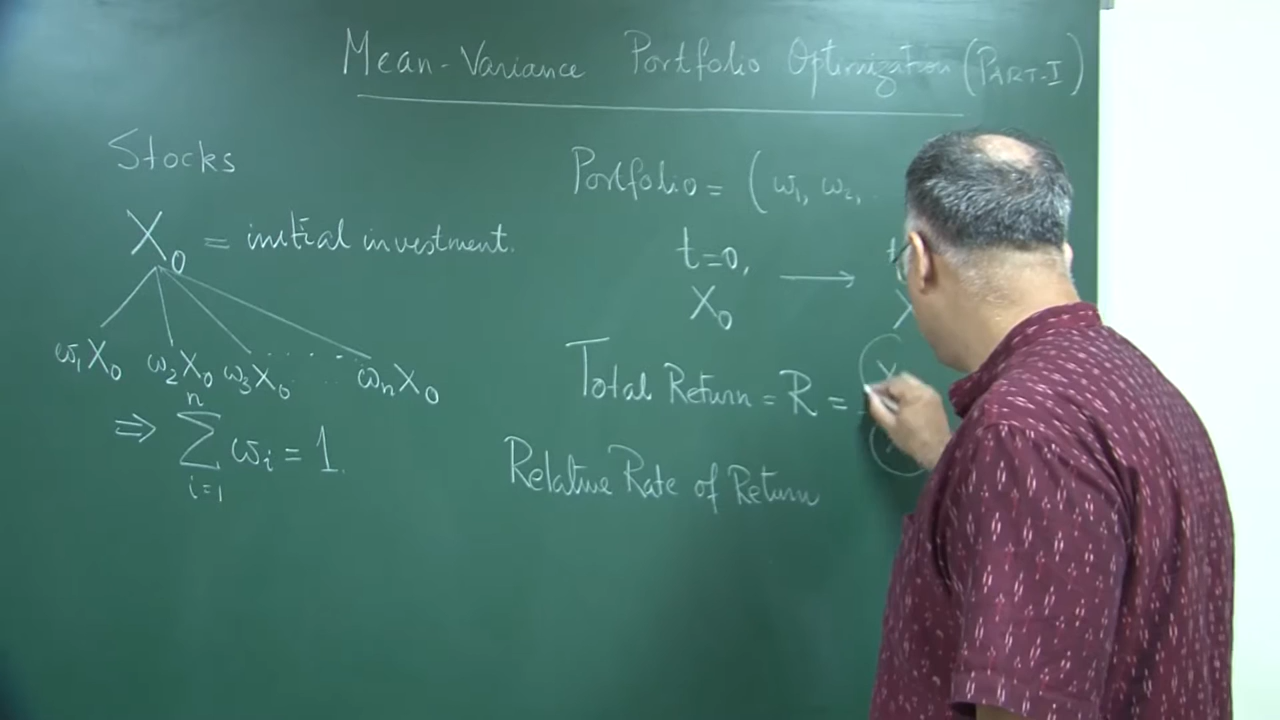 Mean-Variance Portfolio Optimization (PART-I)
Stocks
X₀ = initial investment.
ω₁X₀ ω₂X₀ ω₃X₀ ...... ωₙX₀
⇒ ∑ᵢ₌₁ⁿ ωᵢ = 1.
Portfolio = (ω₁, ω₂, .
t=0, →
X₀
Total Return = R =
Relative Rate of Return